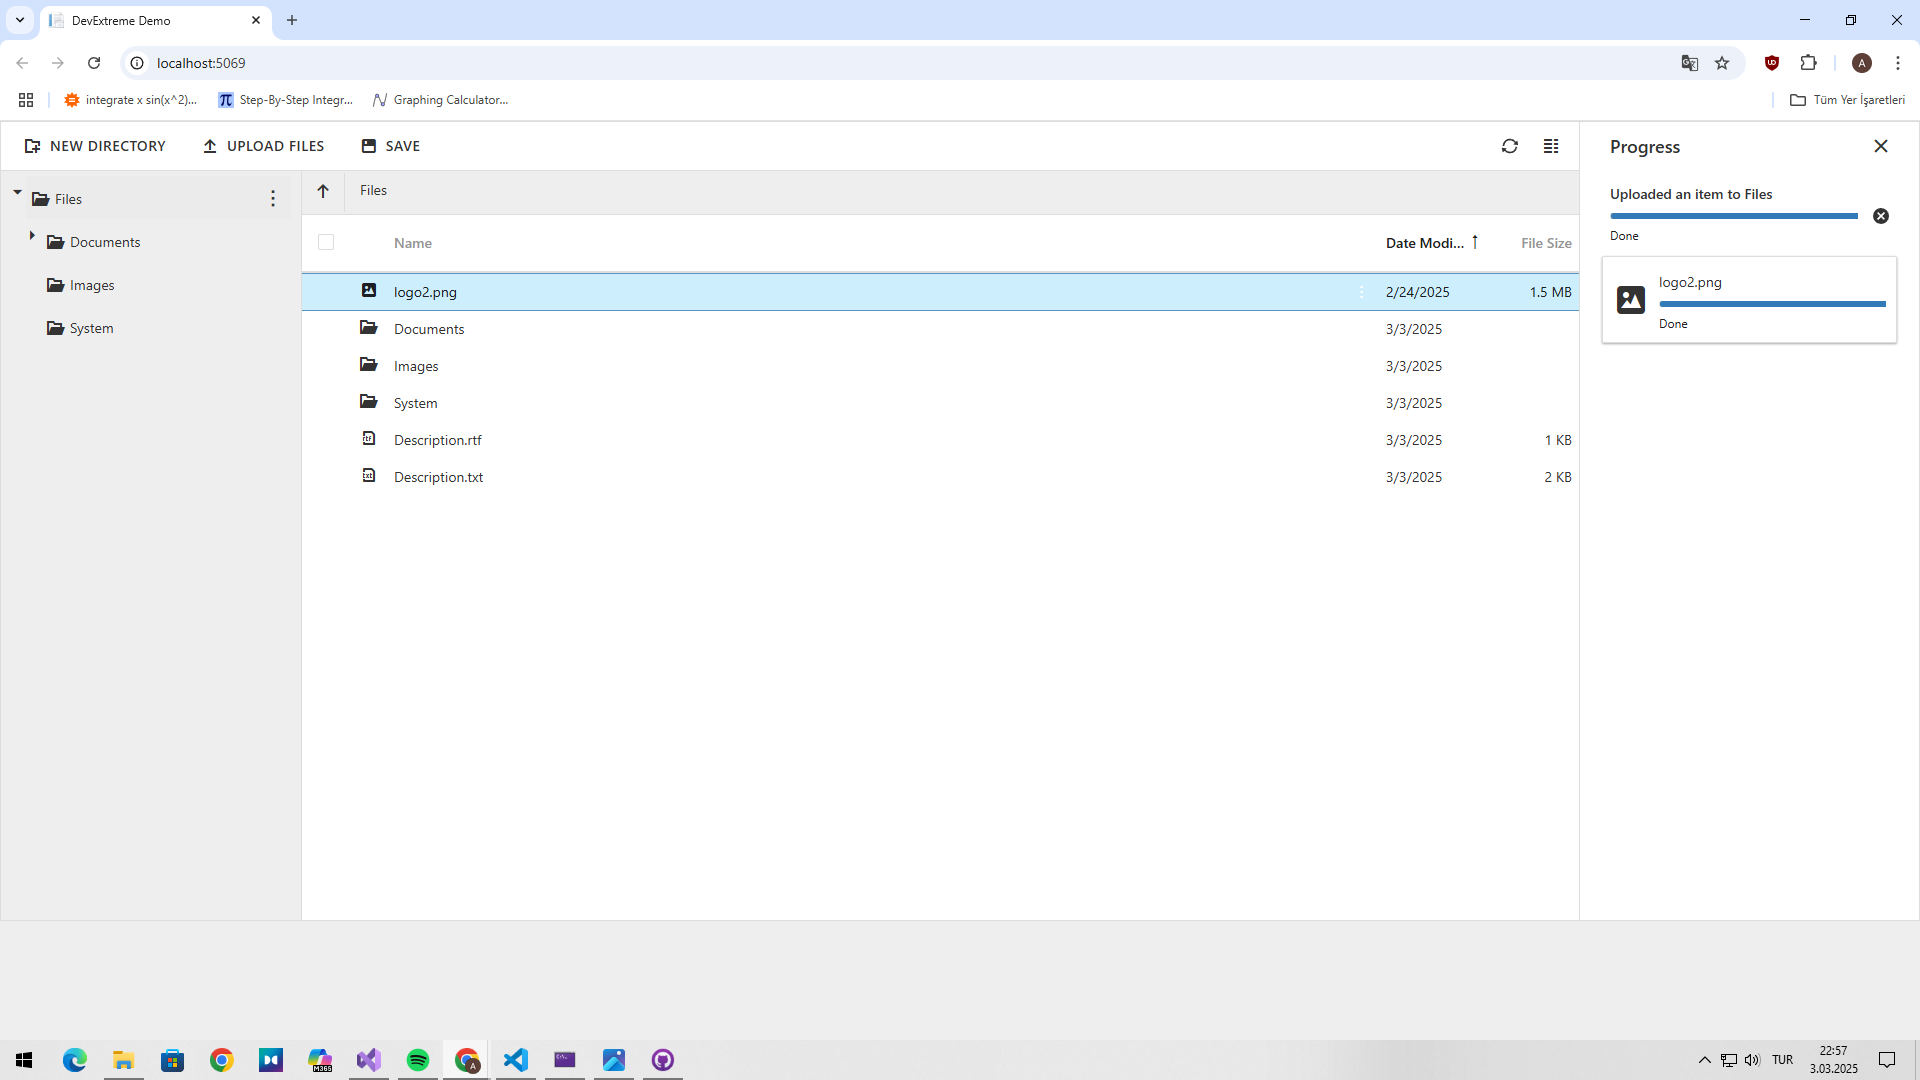 DevExtreme Demo
localhost:5069
A
integrate x sin(x^2)...
Step-By-Step Integr...
Graphing Calculator...
Tüm Yer İşaretleri
NEW DIRECTORY
UPLOAD FILES
SAVE
Progress
Files
Files
Uploaded an item to Files
Done
Documents
Images
System
Name
Date Modi...
File Size
logo2.png
2/24/2025
1.5 MB
Documents
3/3/2025
Images
3/3/2025
System
3/3/2025
Description.rtf
3/3/2025
1 KB
Description.txt
3/3/2025
2 KB
logo2.png
Done
M365
A
TUR
22:57
3.03.2025